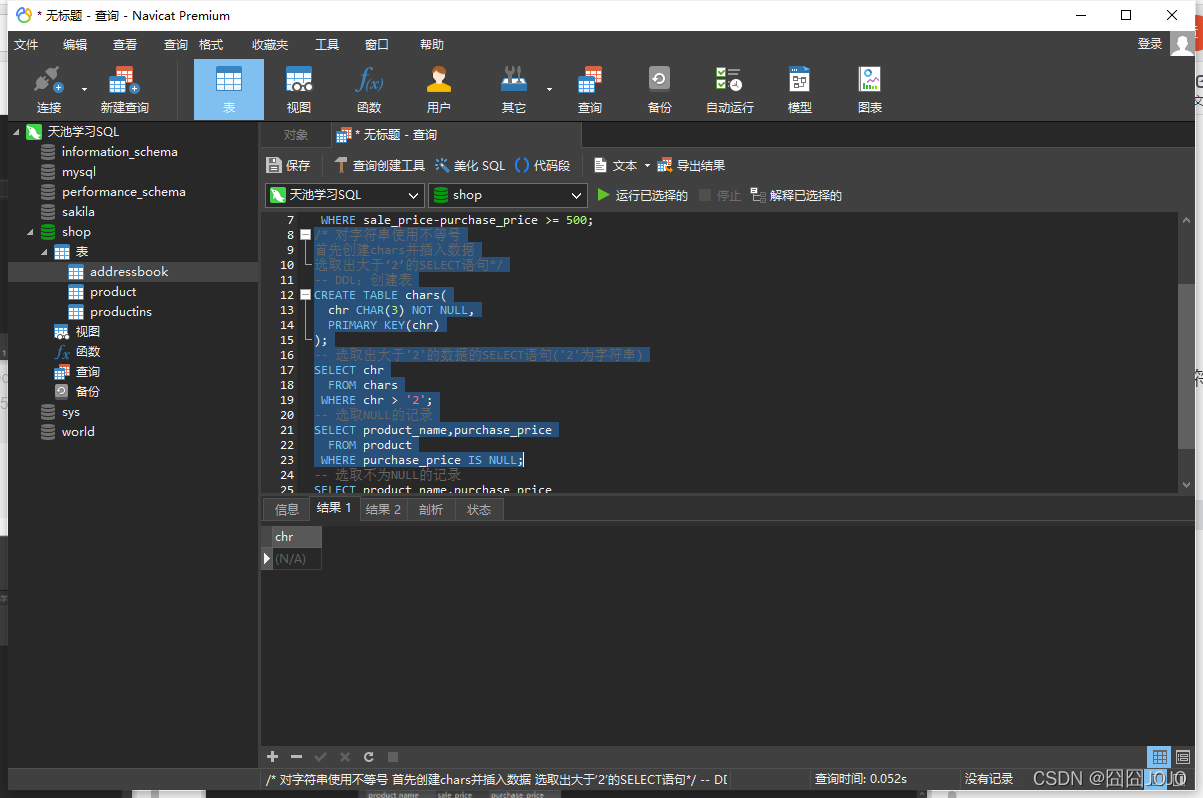 * 无标题 - 查询 - Navicat Premium
文件 编辑 查看 查询 格式 收藏夹 工具 窗口 帮助 登录
连接 新建查询 表 视图 函数 用户 其它 查询 备份 自动运行 模型 图表
天池学习SQL
information_schema
mysql
performance_schema
sakila
shop
表
addressbook
product
productins
视图
函数
查询
备份
sys
world
对象 * 无标题 - 查询
保存 查询创建工具 美化 SQL 代码段 文本 导出结果
天池学习SQL shop 运行已选择的 停止 解释已选择的
7 WHERE sale_price-purchase_price >= 500;
8 /* 对字符串使用不等号
9 首先创建chars并插入数据
10 选取出大于‘2’的SELECT语句*/
11 -- DDL：创建表
12 CREATE TABLE chars(
13 chr CHAR(3) NOT NULL,
14 PRIMARY KEY(chr)
15 );
16 -- 选取出大于'2'的数据的SELECT语句('2'为字符串)
17 SELECT chr
18 FROM chars
19 WHERE chr > '2';
20 -- 选取NULL的记录
21 SELECT product_name,purchase_price
22 FROM product
23 WHERE purchase_price IS NULL;
24 -- 选取不为NULL的记录
25 SELECT product_name,purchase_price
信息 结果 1 结果 2 剖析 状态
chr
(N/A)
/* 对字符串使用不等号 首先创建chars并插入数据 选取出大于‘2’的SELECT语句*/ -- DD 查询时间: 0.052s 没有记录
CSDN @囧囧JOJO
product_name sale_price purchase_price